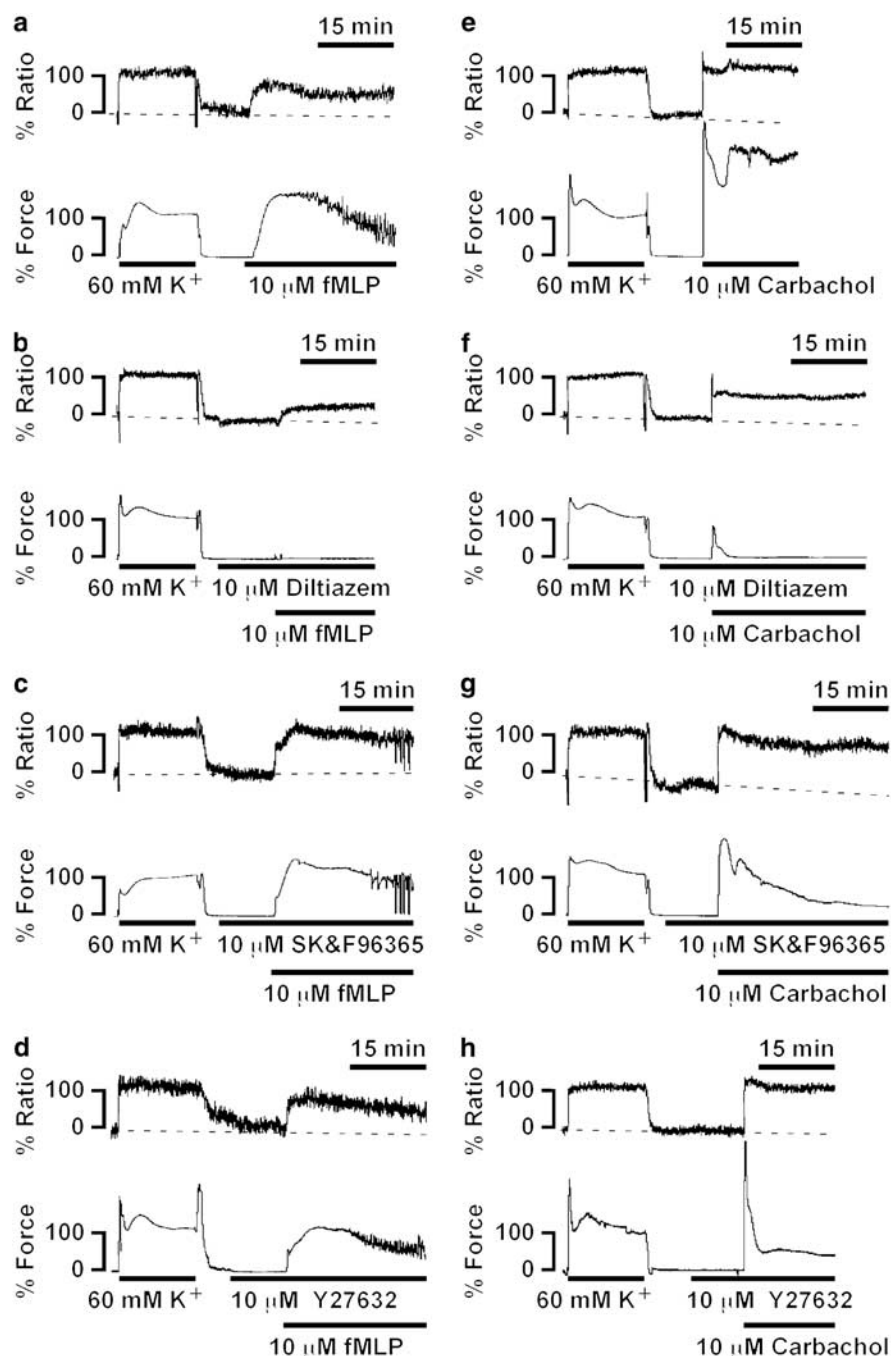 a
15 min
% Ratio
100
0
% Force
100
0
60 mM K+
10 μM fMLP
b
15 min
% Ratio
100
0
% Force
100
0
60 mM K+
10 μM Diltiazem
10 μM fMLP
c
15 min
% Ratio
100
0
% Force
100
0
60 mM K+
10 μM SK&F96365
10 μM fMLP
d
15 min
% Ratio
100
0
% Force
100
0
60 mM K+
10 μM Y27632
10 μM fMLP
e
15 min
% Ratio
100
0
% Force
100
0
60 mM K+
10 μM Carbachol
f
15 min
% Ratio
100
0
% Force
100
0
60 mM K+
10 μM Diltiazem
10 μM Carbachol
g
15 min
% Ratio
100
0
% Force
100
0
60 mM K+
10 μM SK&F96365
10 μM Carbachol
h
15 min
% Ratio
100
0
% Force
100
0
60 mM K+
10 μM Y27632
10 μM Carbachol